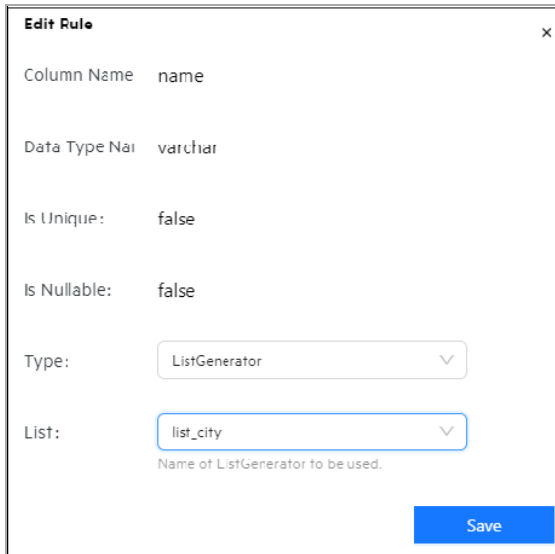 Edit Rule
×
Column Name name
Data Type Nar varchar
Is Unique: false
Is Nullable: false
Type: ListGenerator
List: list_city
Name of ListGenerator to be used.
Save